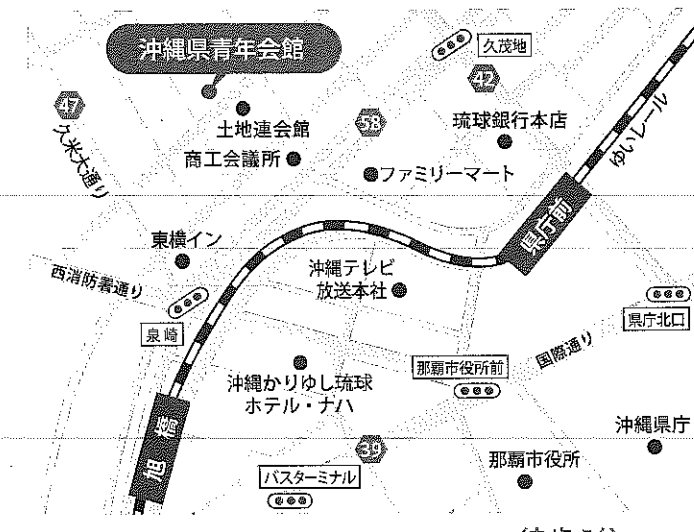 沖縄県青年会館
久茂地
47
久米大通り
土地連会館
58
42
商工会議所
琉球銀行本店
ゆいレール
ファミリーマート
県庁前
東横イン
西消防署通り
沖縄テレビ
放送本社
泉崎
県庁北口
国際通り
那覇市役所前
沖縄かりゆし琉球
ホテル・ナハ
旭橋
39
沖縄県庁
バスターミナル
那覇市役所